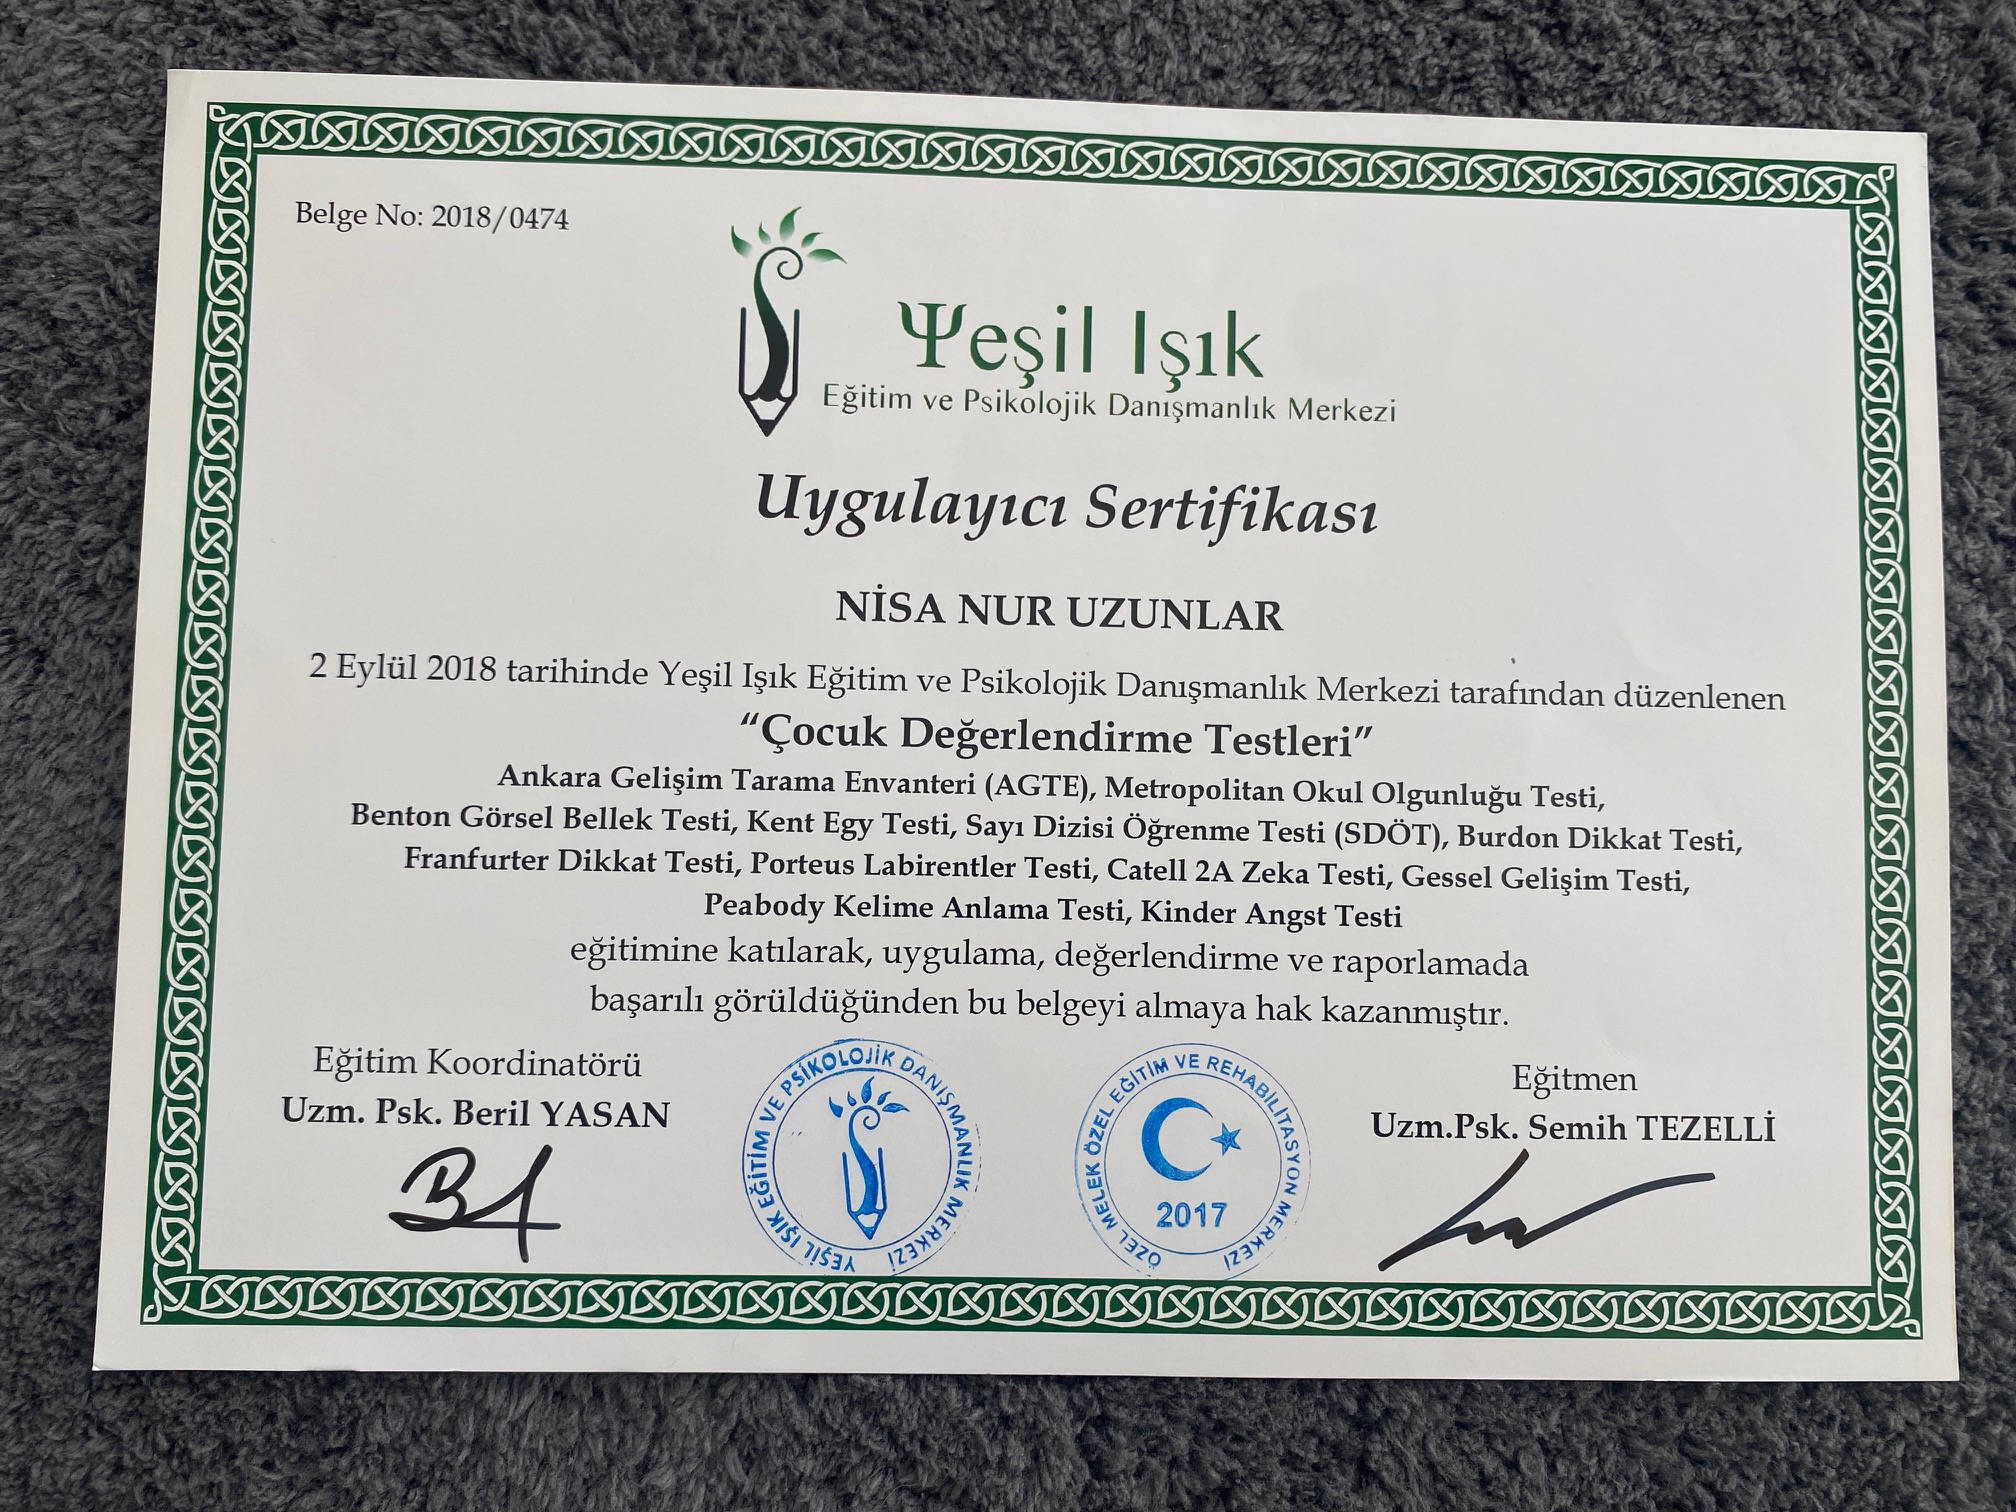 Belge No: 2018/0474
Ψeşil Işık
Eğitim ve Psikolojik Danışmanlık Merkezi
Uygulayıcı Sertifikası
NİSA NUR UZUNLAR
2 Eylül 2018 tarihinde Yeşil Işık Eğitim ve Psikolojik Danışmanlık Merkezi tarafından düzenlenen
“Çocuk Değerlendirme Testleri”
Ankara Gelişim Tarama Envanteri (AGTE), Metropolitan Okul Olgunluğu Testi,
Benton Görsel Bellek Testi, Kent Egy Testi, Sayı Dizisi Öğrenme Testi (SDÖT), Burdon Dikkat Testi,
Franfurter Dikkat Testi, Porteus Labirentler Testi, Catell 2A Zeka Testi, Gessel Gelişim Testi,
Peabody Kelime Anlama Testi, Kinder Angst Testi
eğitimine katılarak, uygulama, değerlendirme ve raporlamada
başarılı görüldüğünden bu belgeyi almaya hak kazanmıştır.
Eğitim Koordinatörü
Uzm. Psk. Beril YASAN
YEŞİL IŞIK EĞİTİM VE PSİKOLOJİK DANIŞMANLIK MERKEZİ
ÖZEL MELEK ÖZEL EĞİTİM VE REHABİLİTASYON MERKEZİ
2017
Eğitmen
Uzm.Psk. Semih TEZELLİ